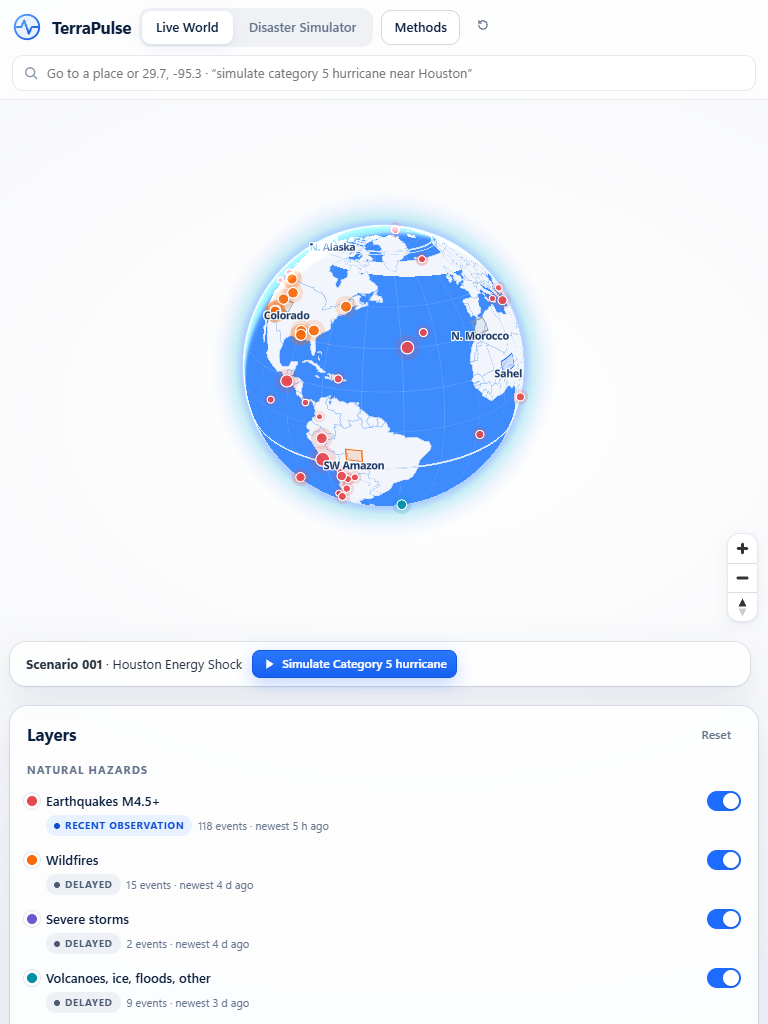 TerraPulse
Live World
Disaster Simulator
Methods
Go to a place or 29.7, -95.3 · “simulate category 5 hurricane near Houston”
N. Alaska
Colorado
N. Morocco
Sahel
SW Amazon
Scenario 001 · Houston Energy Shock
Simulate Category 5 hurricane
Layers
Reset
NATURAL HAZARDS
Earthquakes M4.5+
RECENT OBSERVATION 118 events · newest 5 h ago
Wildfires
DELAYED 15 events · newest 4 d ago
Severe storms
DELAYED 2 events · newest 4 d ago
Volcanoes, ice, floods, other
DELAYED 9 events · newest 3 d ago